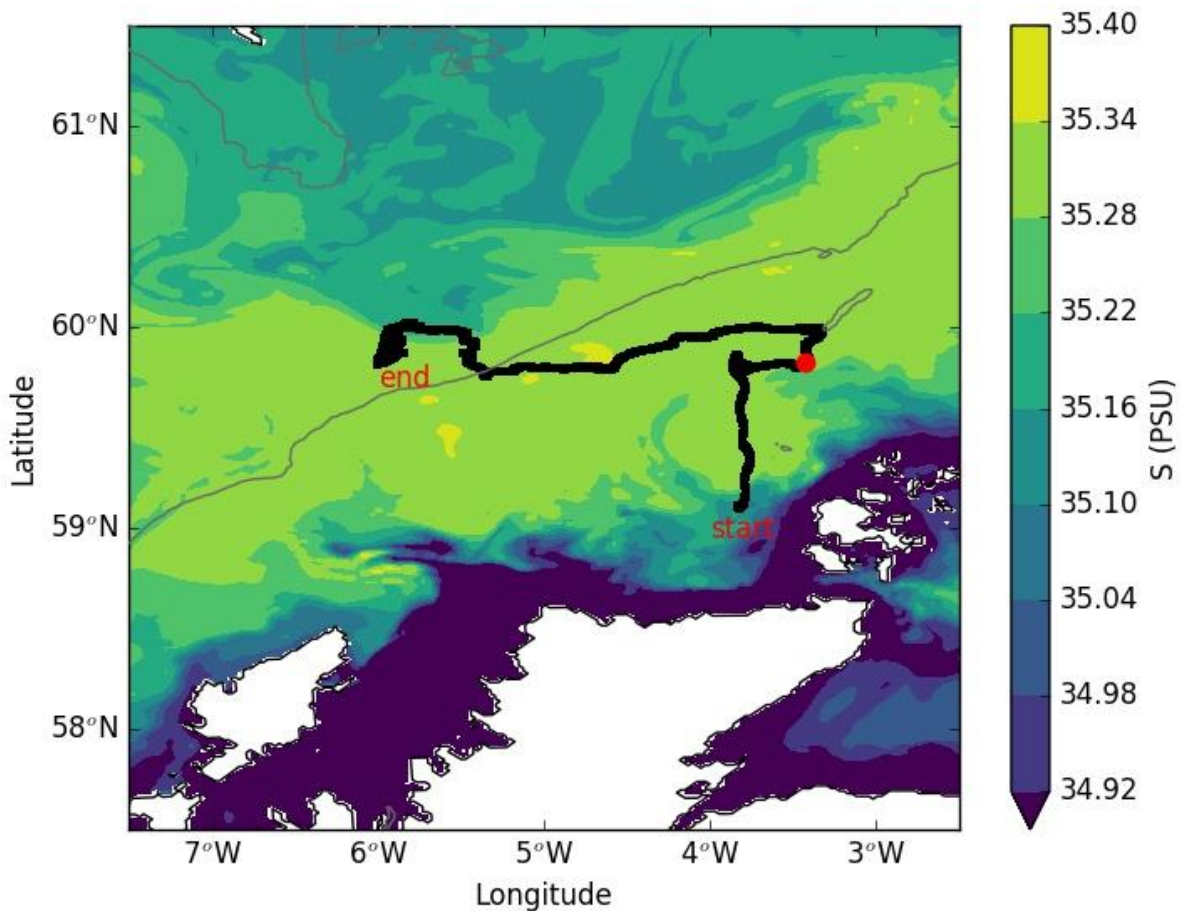 61°N
60°N
59°N
58°N
Latitude
end
start
7°W
6°W
5°W
4°W
3°W
Longitude
35.40
35.34
35.28
35.22
35.16
35.10
35.04
34.98
34.92
S (PSU)